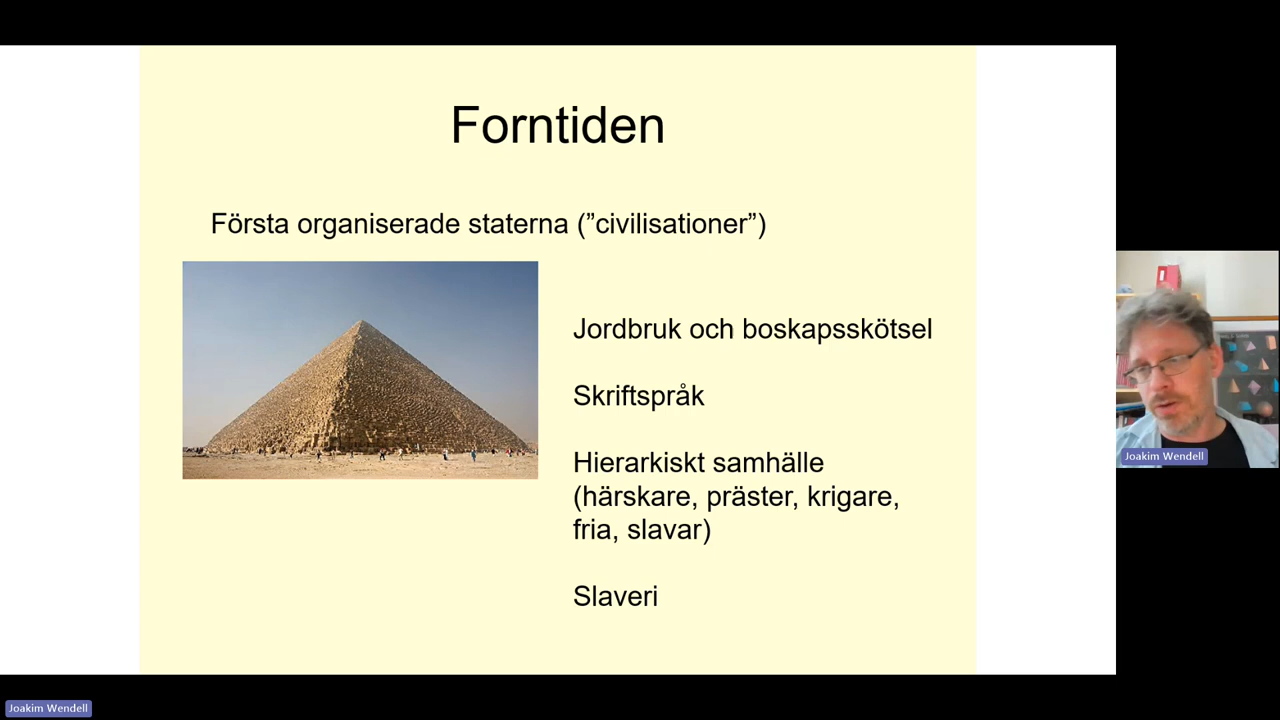 Forntiden
Första organiserade staterna (”civilisationer”)
Jordbruk och boskapsskötsel
Skriftspråk
Hierarkiskt samhälle
(härskare, präster, krigare,
fria, slavar)
Slaveri
Joakim Wendell
Joakim Wendell